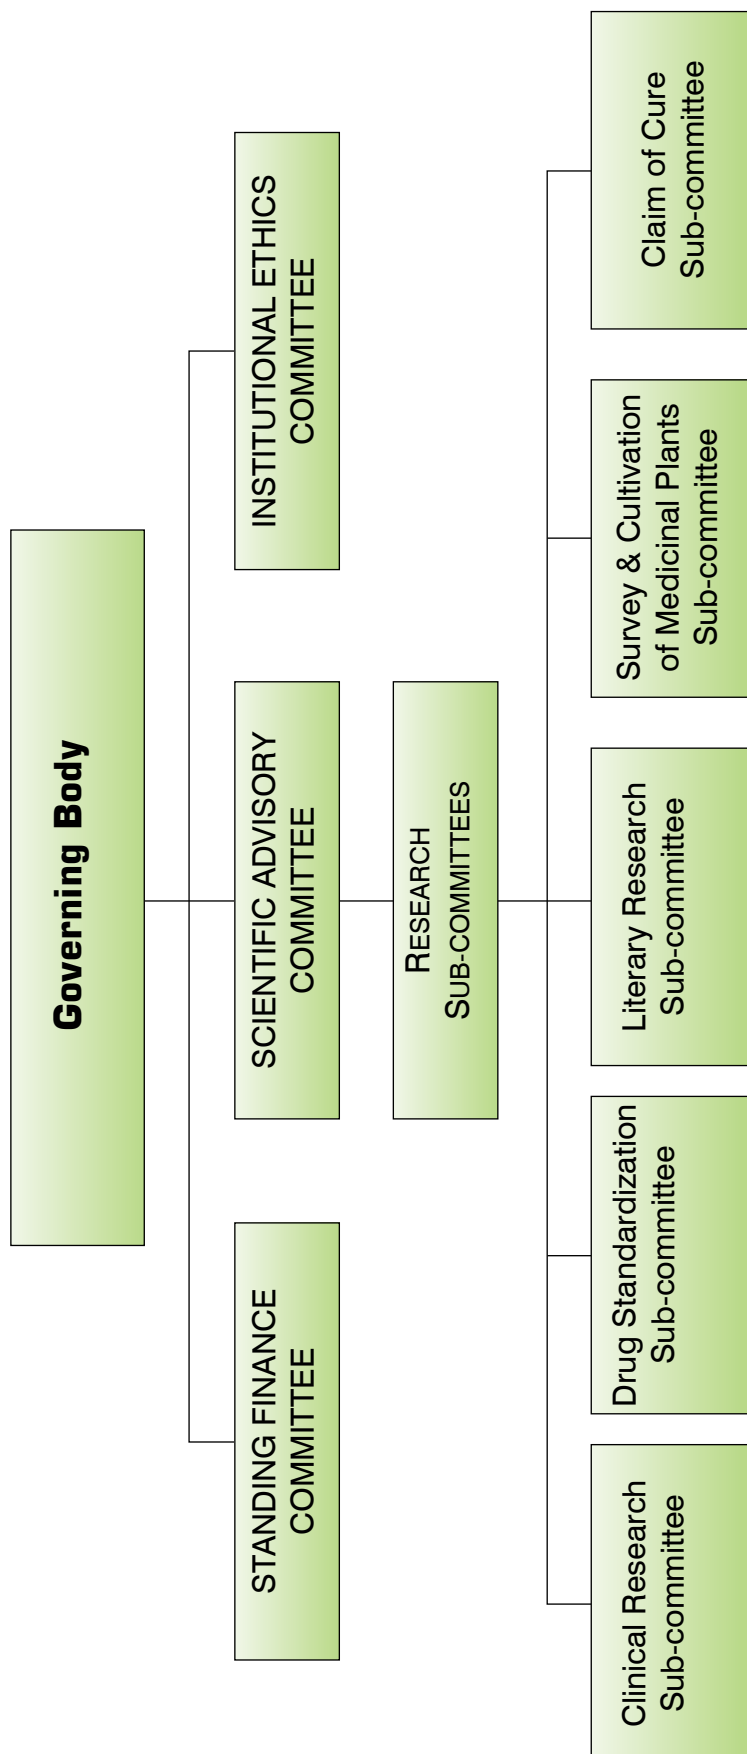 Governing Body
STANDING FINANCE
COMMITTEE
SCIENTIFIC ADVISORY
COMMITTEE
INSTITUTIONAL ETHICS
COMMITTEE
RESEARCH
SUB-COMMITTEES
Clinical Research
Sub-committee
Drug Standardization
Sub-committee
Literary Research
Sub-committee
Survey & Cultivation
of Medicinal Plants
Sub-committee
Claim of Cure
Sub-committee